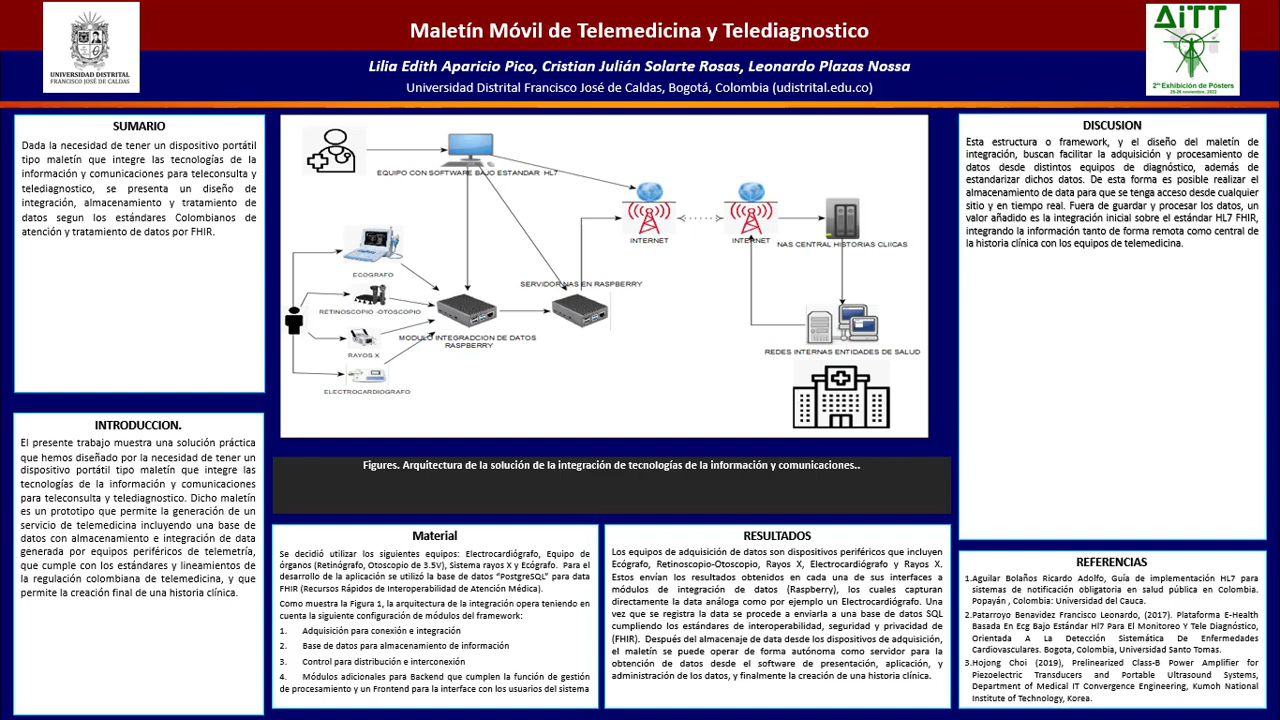 Maletín Móvil de Telemedicina y Telediagnostico
Lilia Edith Aparicio Pico, Cristian Julián Solarte Rosas, Leonardo Plazas Nossa
Universidad Distrital Francisco José de Caldas, Bogotá, Colombia (udistrital.edu.co)
UNIVERSIDAD DISTRITAL
FRANCISCO JOSÉ DE CALDAS
AiTT
2da Exhibición de Pósters
25-26 noviembre, 2022
SUMARIO
Dada la necesidad de tener un dispositivo portátil
tipo maletín que integre las tecnologías de la
información y comunicaciones para teleconsulta y
telediagnostico, se presenta un diseño de
integración, almacenamiento y tratamiento de
datos segun los estándares Colombianos de
atención y tratamiento de datos por FHIR.
INTRODUCCION.
El presente trabajo muestra una solución práctica
que hemos diseñado por la necesidad de tener un
dispositivo portátil tipo maletín que integre las
tecnologías de la información y comunicaciones
para teleconsulta y telediagnostico. Dicho maletín
es un prototipo que permite la generación de un
servicio de telemedicina incluyendo una base de
datos con almacenamiento e integración de data
generada por equipos periféricos de telemetría,
que cumple con los estándares y lineamientos de
la regulación colombiana de telemedicina, y que
permite la creación final de una historia clínica.
EQUIPO CON SOFTWARE BAJO ESTANDAR HL7
INTERNET
INTERNET
NAS CENTRAL HISTORIAS CLIICAS
ECOGRAFO
SERVIDOR NAS EN RASPBERRY
RETINOSCOPIO -OTOSCOPIO
MODULO INTEGRADCION DE DATOS
RASPBERRY
RAYOS X
REDES INTERNAS ENTIDADES DE SALUD
ELECTROCARDIOGRAFO
Figures. Arquitectura de la solución de la integración de tecnologías de la información y comunicaciones..
Material
Se decidió utilizar los siguientes equipos: Electrocardiógrafo, Equipo de
órganos (Retinógrafo, Otoscopio de 3.5V), Sistema rayos X y Ecógrafo. Para el
desarrollo de la aplicación se utilizó la base de datos “PostgreSQL” para data
FHIR (Recursos Rápidos de Interoperabilidad de Atención Médica).
Como muestra la Figura 1, la arquitectura de la integración opera teniendo en
cuenta la siguiente configuración de módulos del framework:
1. Adquisición para conexión e integración
2. Base de datos para almacenamiento de información
3. Control para distribución e interconexión
4. Módulos adicionales para Backend que cumplen la función de gestión
de procesamiento y un Frontend para la interface con los usuarios del sistema
RESULTADOS
Los equipos de adquisición de datos son dispositivos periféricos que incluyen
Ecógrafo, Retinoscopio-Otoscopio, Rayos X, Electrocardiógrafo y Rayos X.
Estos envían los resultados obtenidos en cada una de sus interfaces a
módulos de integración de datos (Raspberry), los cuales capturan
directamente la data análoga como por ejemplo un Electrocardiógrafo. Una
vez que se registra la data se procede a enviarla a una base de datos SQL
cumpliendo los estándares de interoperabilidad, seguridad y privacidad de
(FHIR). Después del almacenaje de data desde los dispositivos de adquisición,
el maletín se puede operar de forma autónoma como servidor para la
obtención de datos desde el software de presentación, aplicación, y
administración de los datos, y finalmente la creación de una historia clínica.
DISCUSION
Esta estructura o framework, y el diseño del maletín de
integración, buscan facilitar la adquisición y procesamiento de
datos desde distintos equipos de diagnóstico, además de
estandarizar dichos datos. De esta forma es posible realizar el
almacenamiento de data para que se tenga acceso desde cualquier
sitio y en tiempo real. Fuera de guardar y procesar los datos, un
valor añadido es la integración inicial sobre el estándar HL7 FHIR,
integrando la información tanto de forma remota como central de
la historia clínica con los equipos de telemedicina.
REFERENCIAS
1.Aguilar Bolaños Ricardo Adolfo, Guía de implementación HL7 para
sistemas de notificación obligatoria en salud pública en Colombia.
Popayán , Colombia: Universidad del Cauca.
2.Patarroyo Benavidez Francisco Leonardo, (2017). Plataforma E-Health
Basada En Ecg Bajo Estándar Hl7 Para El Monitoreo Y Tele Diagnóstico,
Orientada A La Detección Sistemática De Enfermedades
Cardiovasculares. Bogota, Colombia, Universidad Santo Tomas.
3.Hojong Choi (2019), Prelinearized Class-B Power Amplifier for
Piezoelectric Transducers and Portable Ultrasound Systems,
Department of Medical IT Convergence Engineering, Kumoh National
Institute of Technology, Korea.